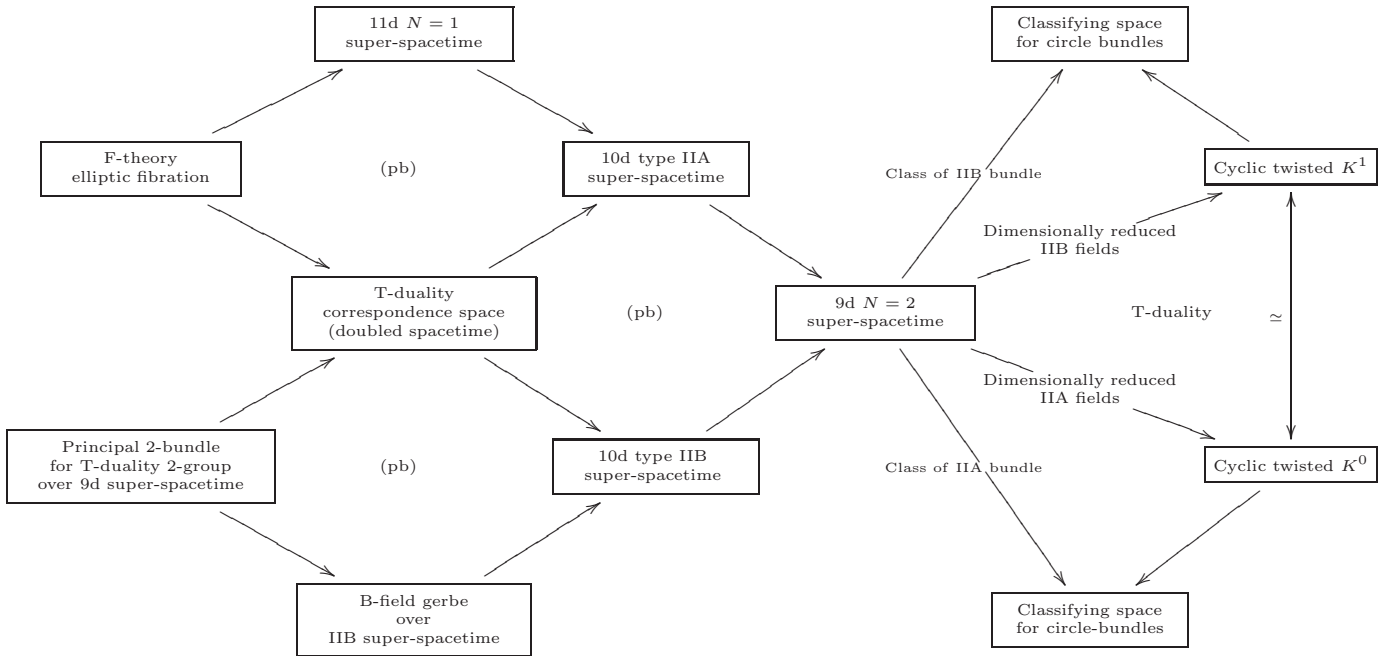 11d N = 1
super-spacetime
Classifying space
for circle bundles
F-theory
elliptic fibration
(pb)
10d type IIA
super-spacetime
Class of IIB bundle
Cyclic twisted K^1
Dimensionally reduced
IIB fields
T-duality
correspondence space
(doubled spacetime)
(pb)
9d N = 2
super-spacetime
T-duality
≃
Dimensionally reduced
IIA fields
Principal 2-bundle
for T-duality 2-group
over 9d super-spacetime
(pb)
10d type IIB
super-spacetime
Class of IIA bundle
Cyclic twisted K^0
B-field gerbe
over
IIB super-spacetime
Classifying space
for circle-bundles